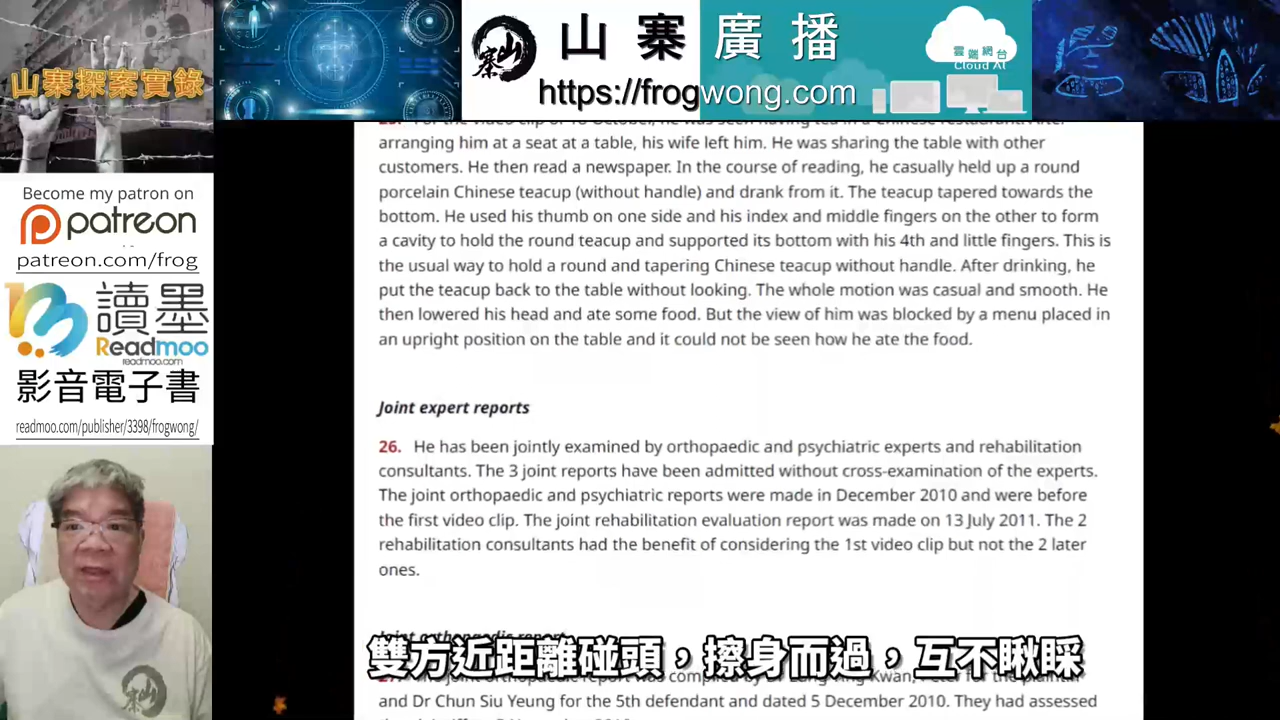 山寨探案實錄
寨山
山寨廣播
https://frogwong.com
雲端網台
Cloud AI
Become my patron on
patreon
patreon.com/frog
讀墨
Readmoo
readmoo.com
影音電子書
readmoo.com/publisher/3398/frogwong/
arranging him at a seat at a table, his wife left him. He was sharing the table with other
customers. He then read a newspaper. In the course of reading, he casually held up a round
porcelain Chinese teacup (without handle) and drank from it. The teacup tapered towards the
bottom. He used his thumb on one side and his index and middle fingers on the other to form
a cavity to hold the round teacup and supported its bottom with his 4th and little fingers. This is
the usual way to hold a round and tapering Chinese teacup without handle. After drinking, he
put the teacup back to the table without looking. The whole motion was casual and smooth. He
then lowered his head and ate some food. But the view of him was blocked by a menu placed in
an upright position on the table and it could not be seen how he ate the food.
Joint expert reports
26. He has been jointly examined by orthopaedic and psychiatric experts and rehabilitation
consultants. The 3 joint reports have been admitted without cross-examination of the experts.
The joint orthopaedic and psychiatric reports were made in December 2010 and were before
the first video clip. The joint rehabilitation evaluation report was made on 13 July 2011. The 2
rehabilitation consultants had the benefit of considering the 1st video clip but not the 2 later
ones.
雙方近距離碰頭，擦身而過，互不瞅睬
and Dr Chun Siu Yeung for the 5th defendant and dated 5 December 2010. They had assessed